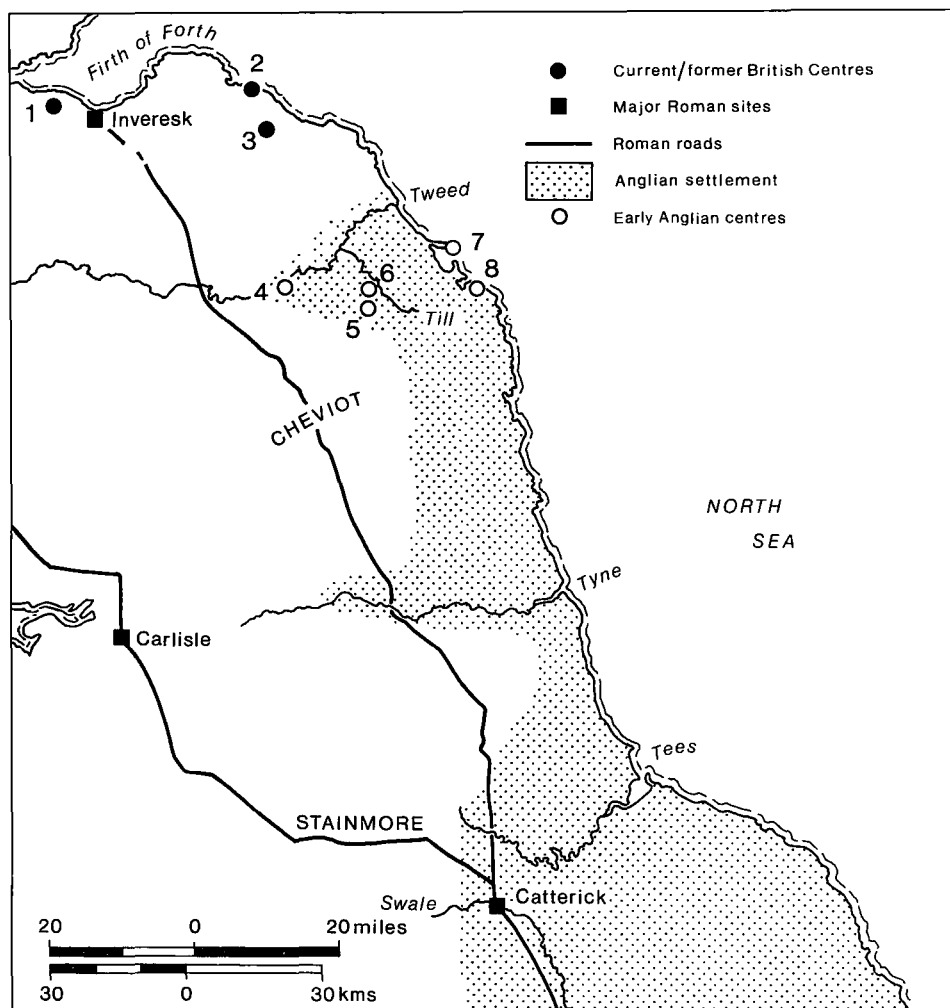 Firth of Forth
1
2
3
Inveresk
Current/former British Centres
Major Roman sites
Roman roads
Anglian settlement
Early Anglian centres
Tweed
7
8
4
6
5
Till
CHEVIOT
NORTH
SEA
Tyne
Carlisle
Tees
STAINMORE
Swale
Catterick
20 0 20 miles
30 0 30 kms